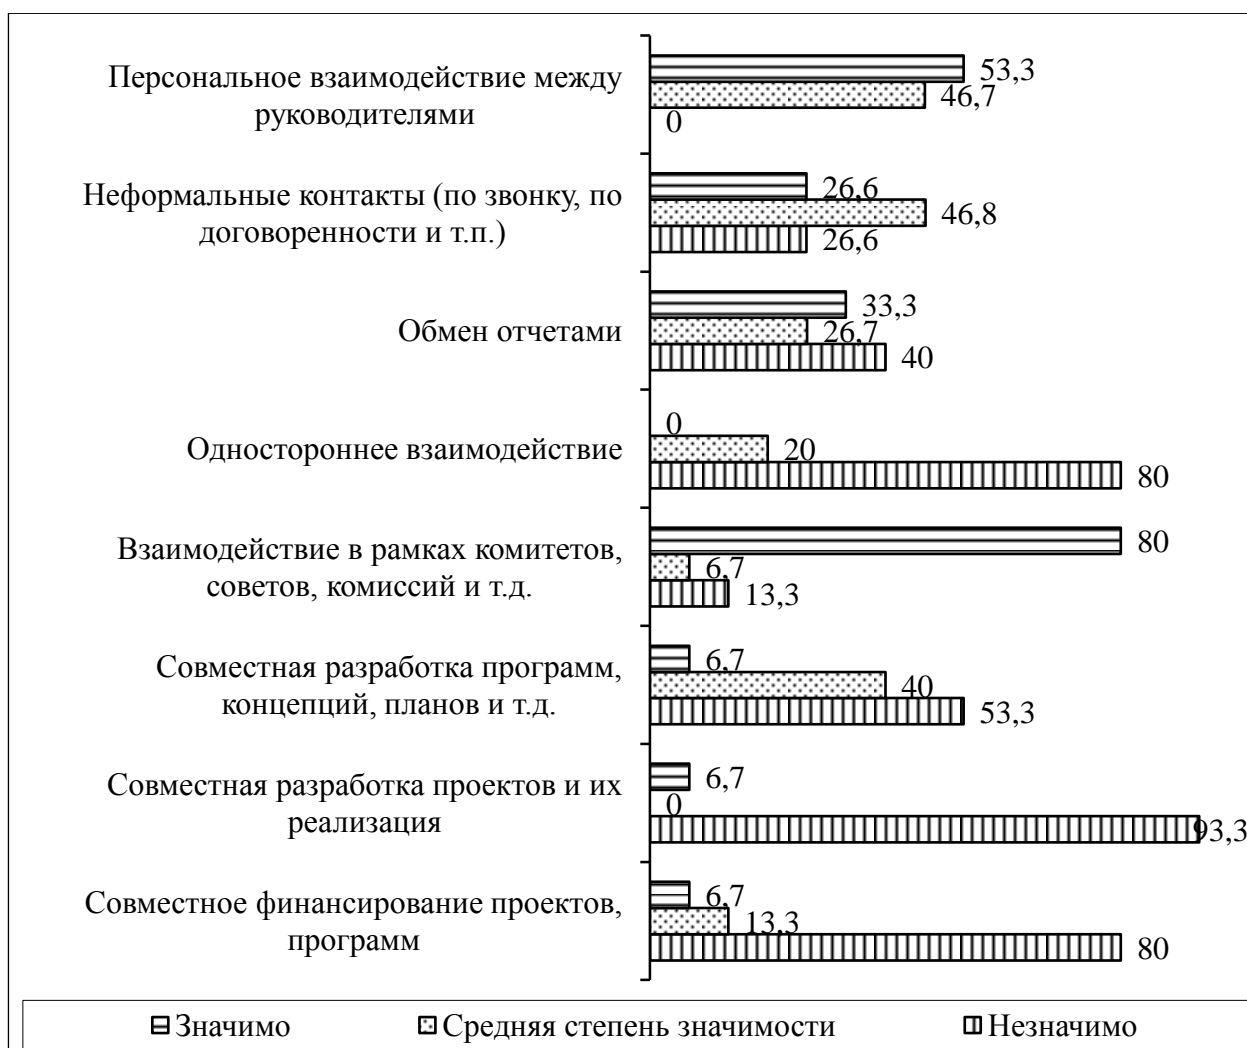 Персональное взаимодействие между
руководителями
53,3
46,7
0
Неформальные контакты (по звонку, по
договоренности и т.п.)
26,6
46,8
26,6
Обмен отчетами
33,3
26,7
40
Одностороннее взаимодействие
0
20
80
Взаимодействие в рамках комитетов,
советов, комиссий и т.д.
80
6,7
13,3
Совместная разработка программ,
концепций, планов и т.д.
6,7
40
53,3
Совместная разработка проектов и их
реализация
6,7
0
93,3
Совместное финансирование проектов,
программ
6,7
13,3
80
Значимо
Средняя степень значимости
Незначимо